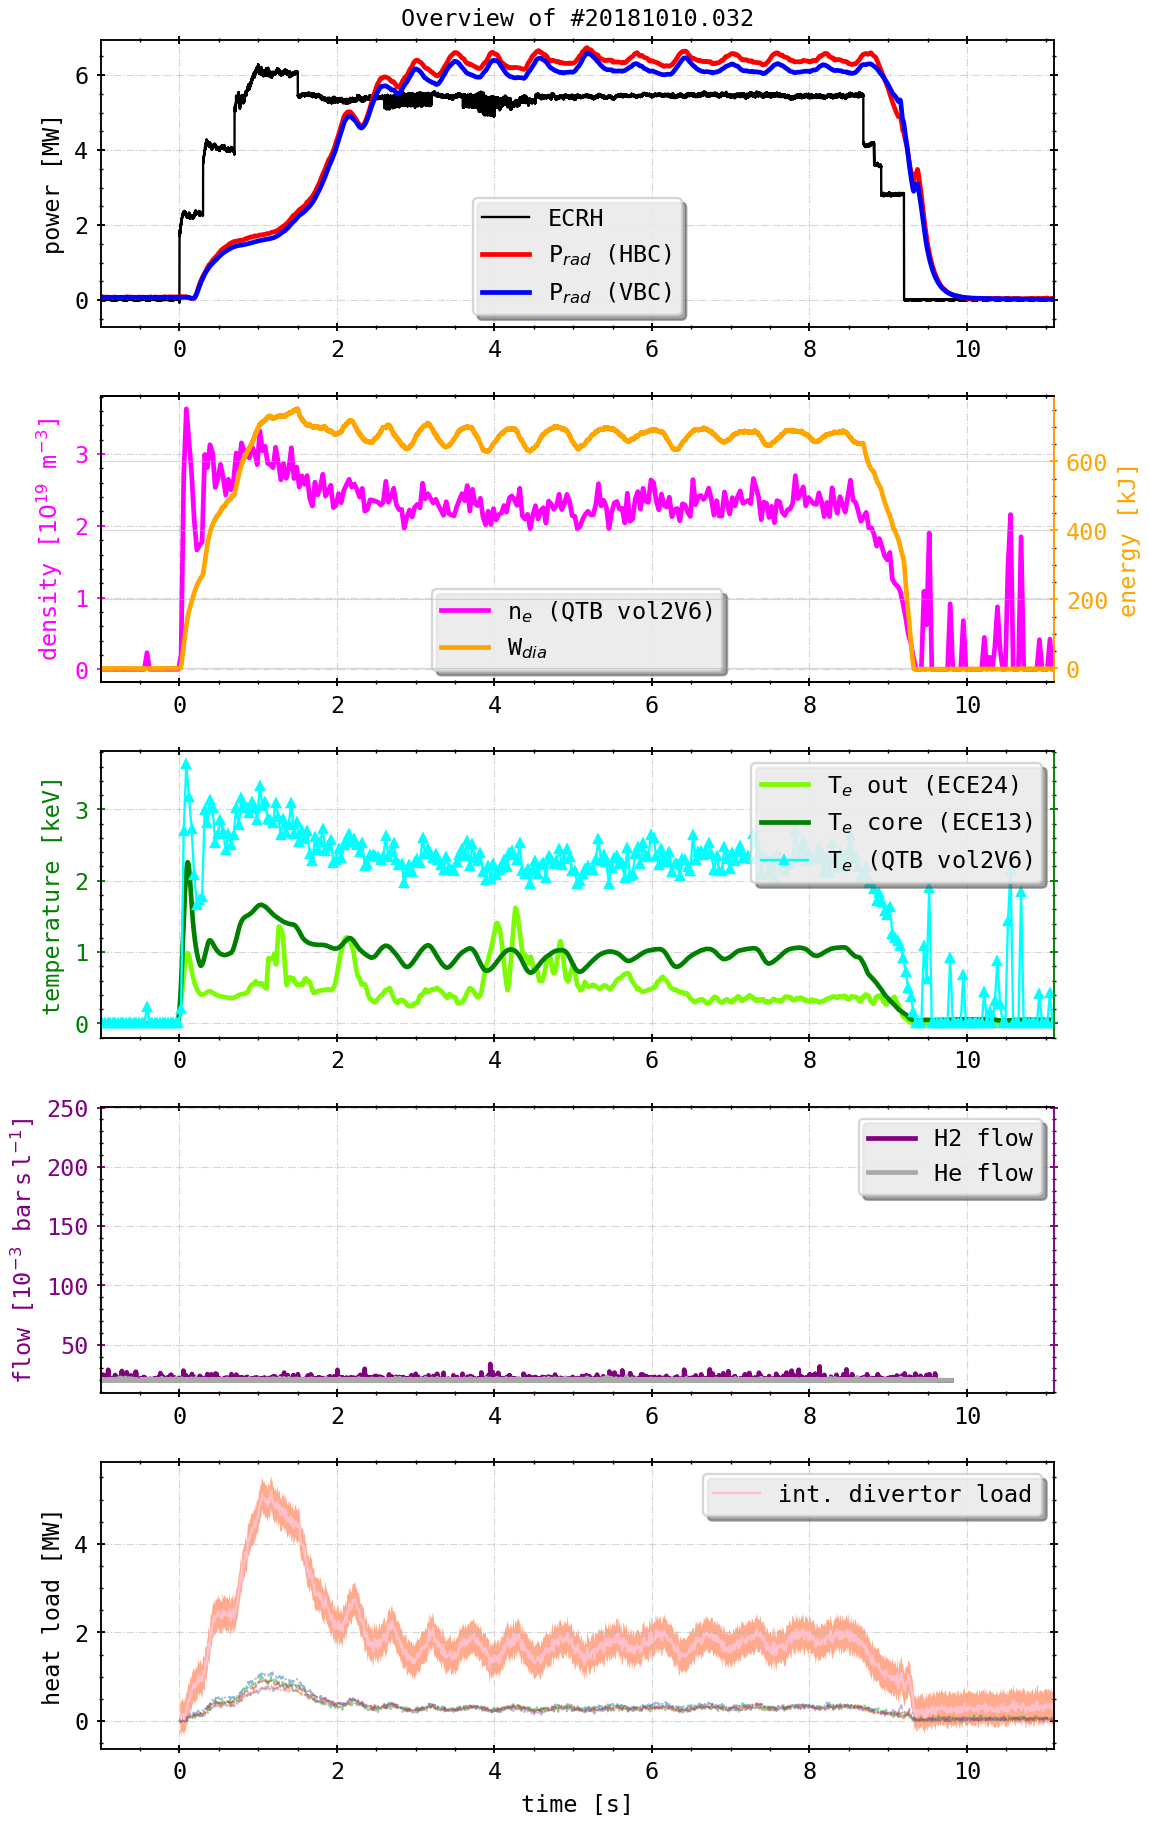 Overview of #20181010.032
power [MW]
6
4
2
0
ECRH
P_rad (HBC)
P_rad (VBC)
0 2 4 6 8 10
density [10^19 m^-3]
3
2
1
0
n_e (QTB vol2V6)
W_dia
600
400
200
0
energy [kJ]
0 2 4 6 8 10
temperature [keV]
3
2
1
0
T_e out (ECE24)
T_e core (ECE13)
T_e (QTB vol2V6)
0 2 4 6 8 10
flow [10^-3 bar s l^-1]
250
200
150
100
50
H2 flow
He flow
0 2 4 6 8 10
heat load [MW]
4
2
0
int. divertor load
0 2 4 6 8 10
time [s]